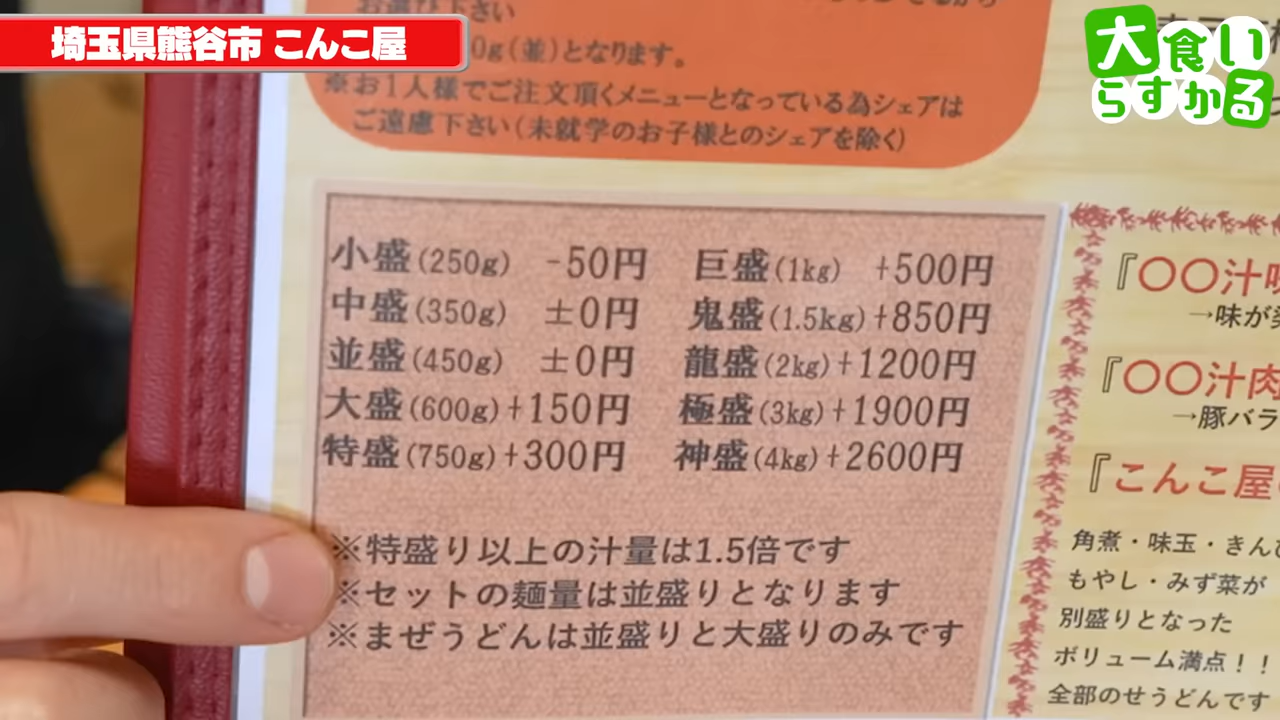 埼玉県熊谷市 こんこ屋
大食い
らすかる
お選び下さい
0g(並)となります。
※お1人様でご注文頂くメニューとなっている為シェアは
ご遠慮下さい(未就学のお子様とのシェアを除く)
小盛(250g) -50円
中盛(350g) ±0円
並盛(450g) ±0円
大盛(600g)+150円
特盛(750g)+300円
巨盛(1kg) +500円
鬼盛(1.5kg)+850円
龍盛(2kg)+1200円
極盛(3kg)+1900円
神盛(4kg)+2600円
※特盛り以上の汁量は1.5倍です
※セットの麺量は並盛りとなります
※まぜうどんは並盛りと大盛りのみです
『〇〇汁
→味が
『〇〇汁肉
→豚バラ
『こんこ屋
角煮・味玉・きん
もやし・みず菜が
別盛りとなった
ボリューム満点！！
全部のせうどんです